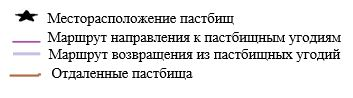 Месторасположение пастбищ
Маршрут направления к пастбищным угодиям
Маршрут возвращения из пастбищных угодий
Отдаленные пастбища